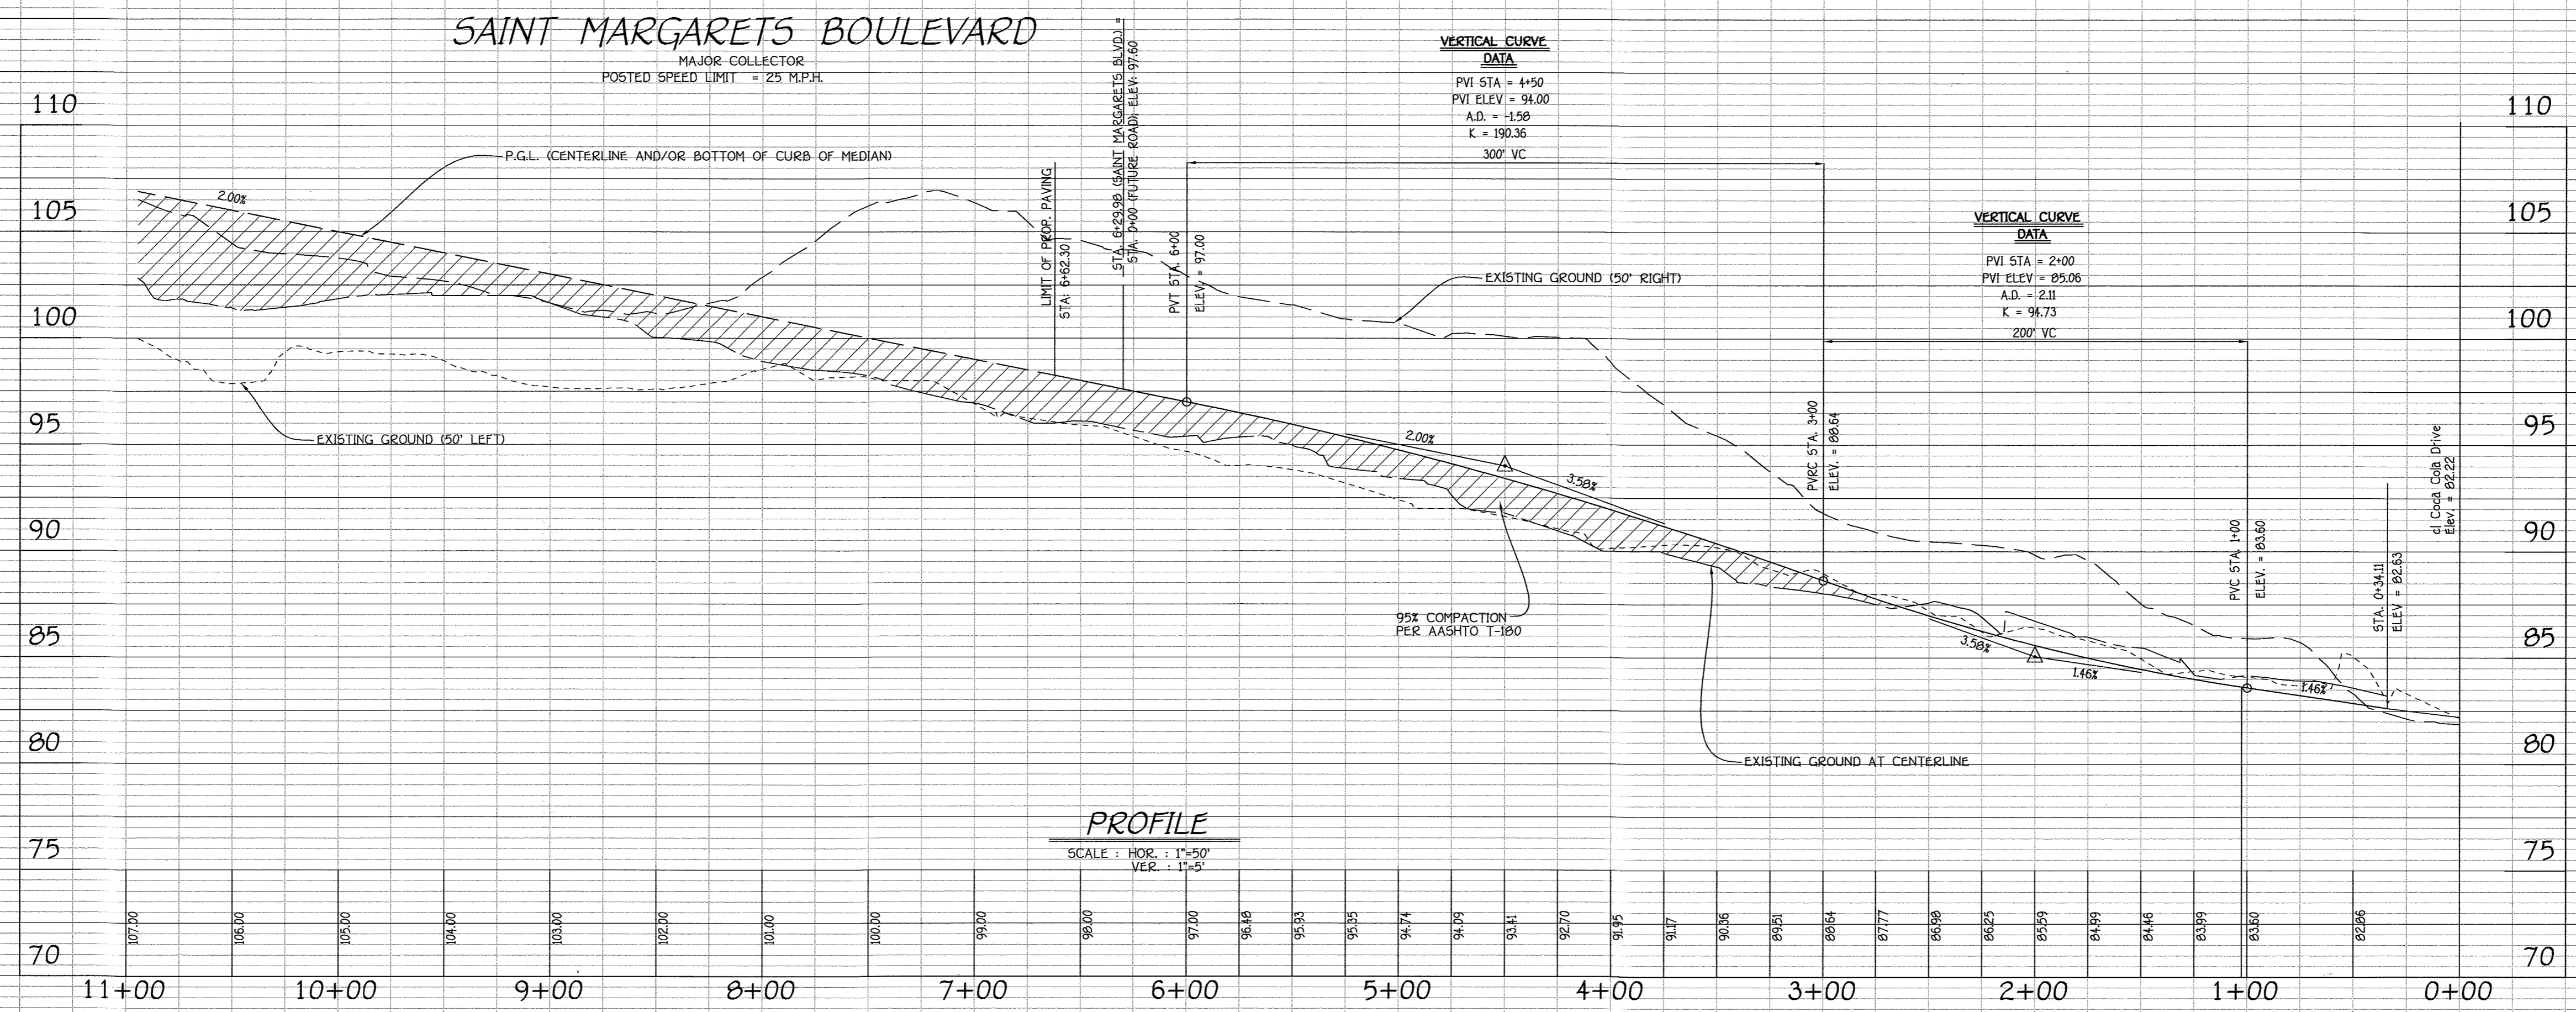 SAINT MARGARETS BOULEVARD
MAJOR COLLECTOR
POSTED SPEED LIMIT = 25 M.P.H.
VERTICAL CURVE
DATA
PVI STA = 4+50
PVI ELEV = 94.00
A.D. = -1.58
K = 190.36
300' VC
VERTICAL CURVE
DATA
PVI STA = 2+00
PVI ELEV = 85.06
A.D. = 2.11
K = 94.73
200' VC
110
105
100
95
90
85
80
75
70
110
105
100
95
90
85
80
75
70
2.00%
P.G.L. (CENTERLINE AND/OR BOTTOM OF CURB OF MEDIAN)
EXISTING GROUND (50' LEFT)
LIMIT OF PROP. PAVING
STA: 6+62.30
STA. 6+29.98 (SAINT MARGARETS BLVD.) =
STA. 0+00 (FUTURE ROAD); ELEV: 97.60
PVT STA. 6+00
ELEV. = 97.00
EXISTING GROUND (50' RIGHT)
2.00%
3.58%
95% COMPACTION
PER AASHTO T-180
PVRC STA. 3+00
ELEV. = 88.64
EXISTING GROUND AT CENTERLINE
3.58%
1.46%
PVC STA. 1+00
ELEV. = 83.60
1.46%
STA. 0+34.11
ELEV = 82.63
cl Coca Cola Drive
Elev. = 82.22
PROFILE
SCALE : HOR. : 1"=50'
VER. : 1"=5'
107.00
106.00
105.00
104.00
103.00
102.00
101.00
100.00
99.00
98.00
97.00
96.48
95.93
95.35
94.74
94.09
93.41
92.70
91.95
91.17
90.36
89.51
88.64
87.77
86.98
86.25
85.59
84.99
84.46
83.99
83.60
82.86
11+00
10+00
9+00
8+00
7+00
6+00
5+00
4+00
3+00
2+00
1+00
0+00